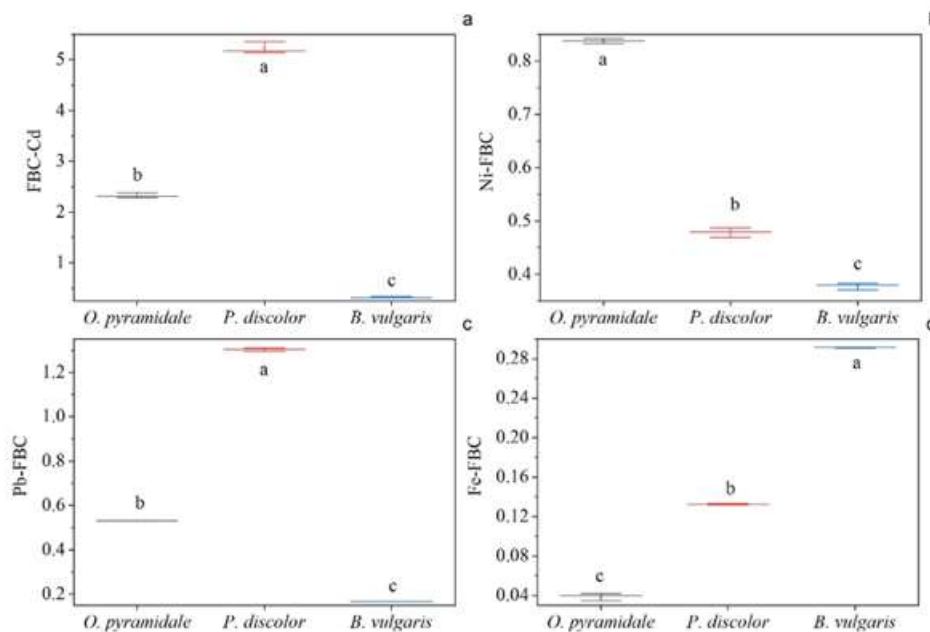 a
FBC-Cd
5
4
3
2
1
b
a
c
O. pyramidale
P. discolor
B. vulgaris
Ni-FBC
0.8
0.7
0.6
0.5
0.4
a
b
c
O. pyramidale
P. discolor
B. vulgaris
c
Pb-FBC
1.2
1.0
0.8
0.6
0.4
0.2
b
a
c
O. pyramidale
P. discolor
B. vulgaris
Fe-FBC
0.28
0.24
0.20
0.16
0.12
0.08
0.04
c
b
a
O. pyramidale
P. discolor
B. vulgaris